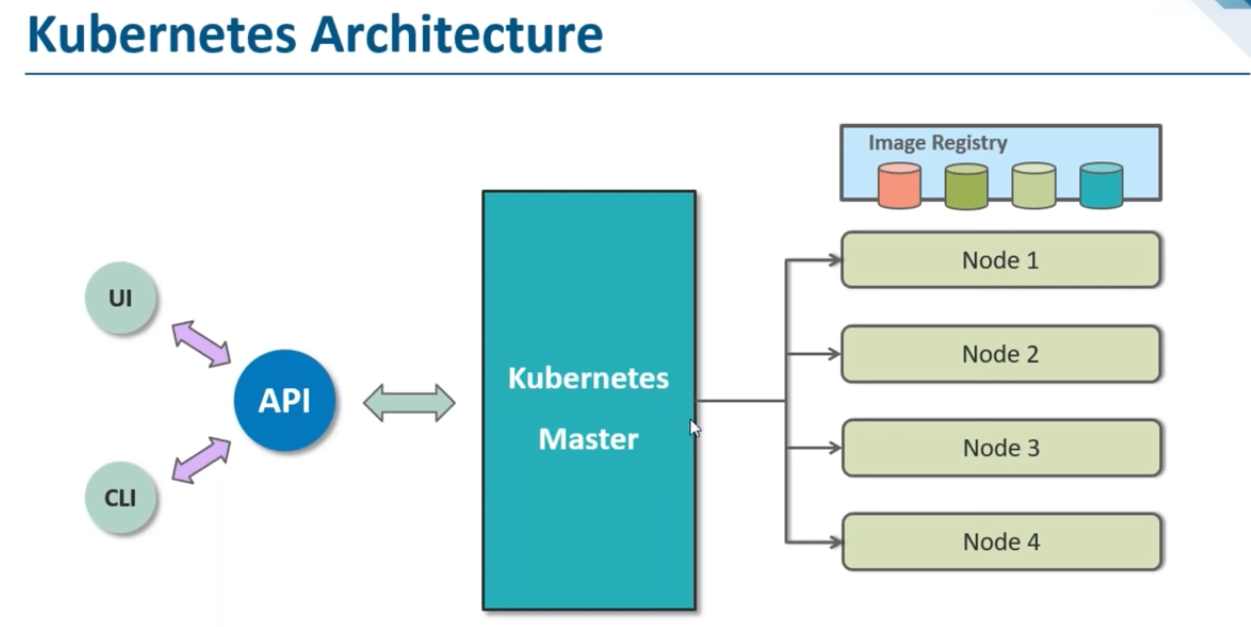 Kubernetes Architecture
Image Registry
Node 1
UI
Node 2
Kubernetes
API
Master
Node 3
CLI
Node 4